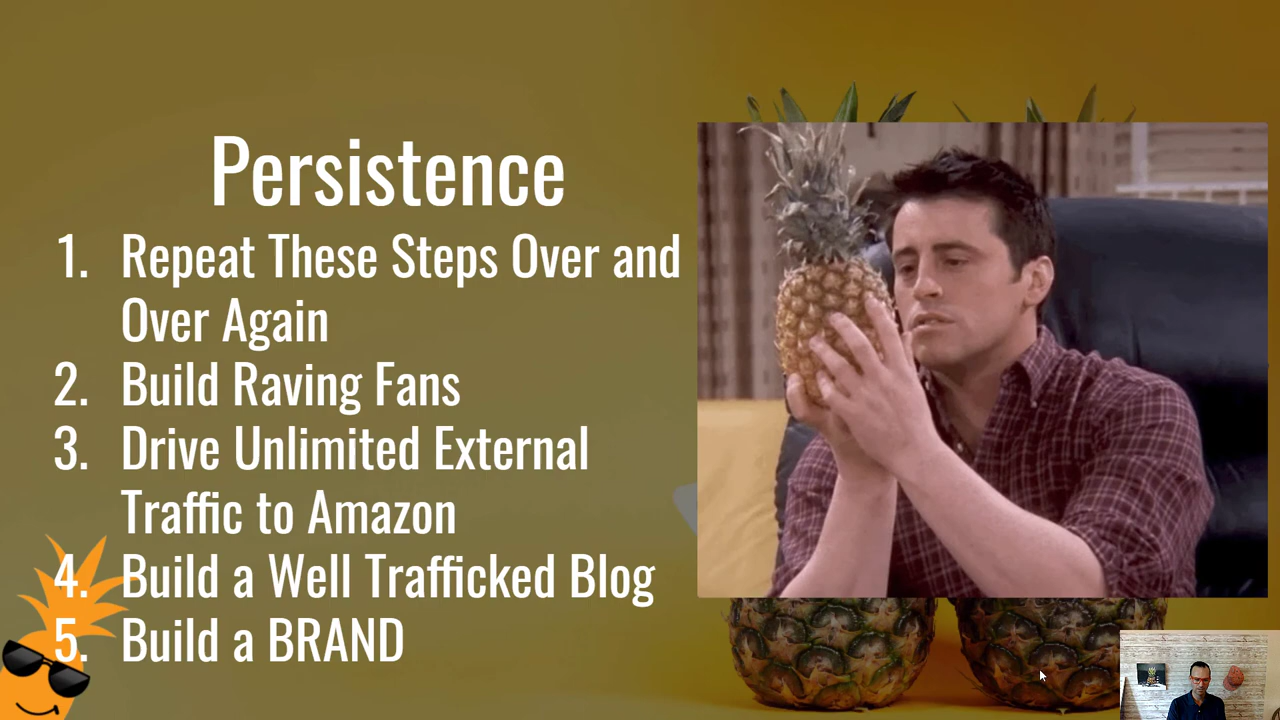 Persistence
1. Repeat These Steps Over and
Over Again
2. Build Raving Fans
3. Drive Unlimited External
Traffic to Amazon
4. Build a Well Trafficked Blog
5. Build a BRAND